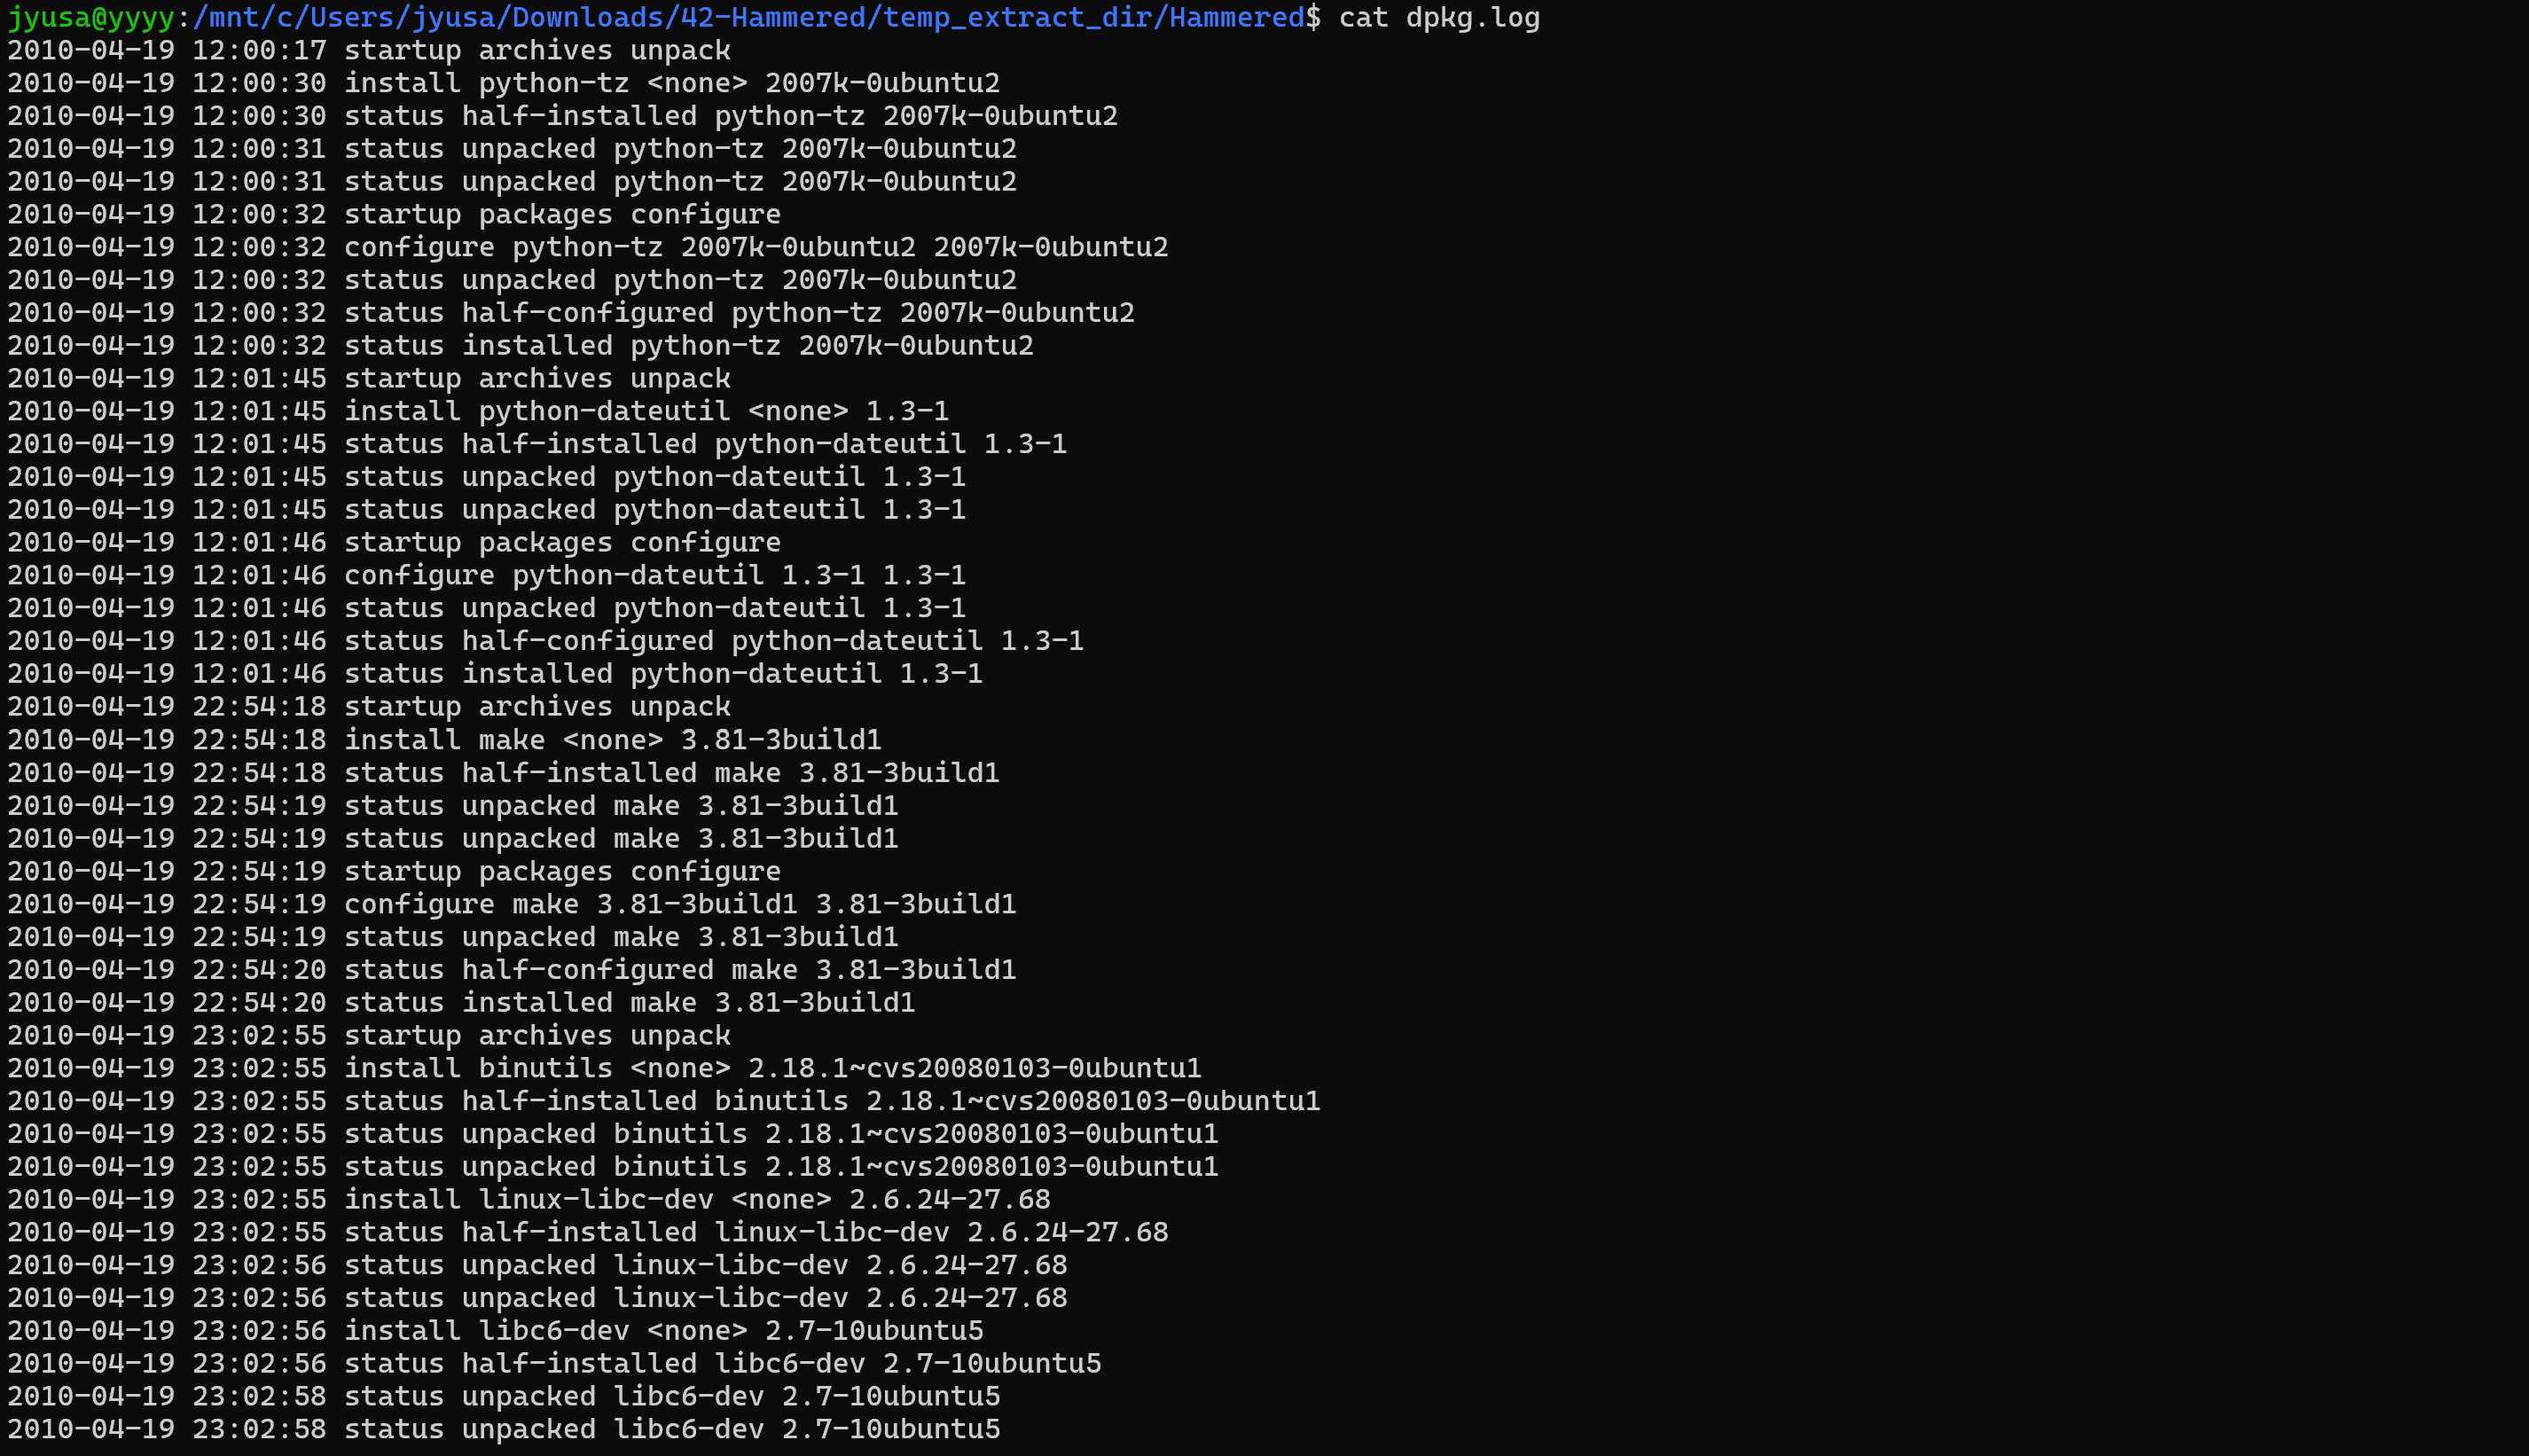 jyusa@yyyy:/mnt/c/Users/jyusa/Downloads/42-Hammered/temp_extract_dir/Hammered$ cat dpkg.log
2010-04-19 12:00:17 startup archives unpack
2010-04-19 12:00:30 install python-tz <none> 2007k-0ubuntu2
2010-04-19 12:00:30 status half-installed python-tz 2007k-0ubuntu2
2010-04-19 12:00:31 status unpacked python-tz 2007k-0ubuntu2
2010-04-19 12:00:31 status unpacked python-tz 2007k-0ubuntu2
2010-04-19 12:00:32 startup packages configure
2010-04-19 12:00:32 configure python-tz 2007k-0ubuntu2 2007k-0ubuntu2
2010-04-19 12:00:32 status unpacked python-tz 2007k-0ubuntu2
2010-04-19 12:00:32 status half-configured python-tz 2007k-0ubuntu2
2010-04-19 12:00:32 status installed python-tz 2007k-0ubuntu2
2010-04-19 12:01:45 startup archives unpack
2010-04-19 12:01:45 install python-dateutil <none> 1.3-1
2010-04-19 12:01:45 status half-installed python-dateutil 1.3-1
2010-04-19 12:01:45 status unpacked python-dateutil 1.3-1
2010-04-19 12:01:45 status unpacked python-dateutil 1.3-1
2010-04-19 12:01:46 startup packages configure
2010-04-19 12:01:46 configure python-dateutil 1.3-1 1.3-1
2010-04-19 12:01:46 status unpacked python-dateutil 1.3-1
2010-04-19 12:01:46 status half-configured python-dateutil 1.3-1
2010-04-19 12:01:46 status installed python-dateutil 1.3-1
2010-04-19 22:54:18 startup archives unpack
2010-04-19 22:54:18 install make <none> 3.81-3build1
2010-04-19 22:54:18 status half-installed make 3.81-3build1
2010-04-19 22:54:19 status unpacked make 3.81-3build1
2010-04-19 22:54:19 status unpacked make 3.81-3build1
2010-04-19 22:54:19 startup packages configure
2010-04-19 22:54:19 configure make 3.81-3build1 3.81-3build1
2010-04-19 22:54:19 status unpacked make 3.81-3build1
2010-04-19 22:54:20 status half-configured make 3.81-3build1
2010-04-19 22:54:20 status installed make 3.81-3build1
2010-04-19 23:02:55 startup archives unpack
2010-04-19 23:02:55 install binutils <none> 2.18.1~cvs20080103-0ubuntu1
2010-04-19 23:02:55 status half-installed binutils 2.18.1~cvs20080103-0ubuntu1
2010-04-19 23:02:55 status unpacked binutils 2.18.1~cvs20080103-0ubuntu1
2010-04-19 23:02:55 status unpacked binutils 2.18.1~cvs20080103-0ubuntu1
2010-04-19 23:02:55 install linux-libc-dev <none> 2.6.24-27.68
2010-04-19 23:02:55 status half-installed linux-libc-dev 2.6.24-27.68
2010-04-19 23:02:56 status unpacked linux-libc-dev 2.6.24-27.68
2010-04-19 23:02:56 status unpacked linux-libc-dev 2.6.24-27.68
2010-04-19 23:02:56 install libc6-dev <none> 2.7-10ubuntu5
2010-04-19 23:02:56 status half-installed libc6-dev 2.7-10ubuntu5
2010-04-19 23:02:58 status unpacked libc6-dev 2.7-10ubuntu5
2010-04-19 23:02:58 status unpacked libc6-dev 2.7-10ubuntu5